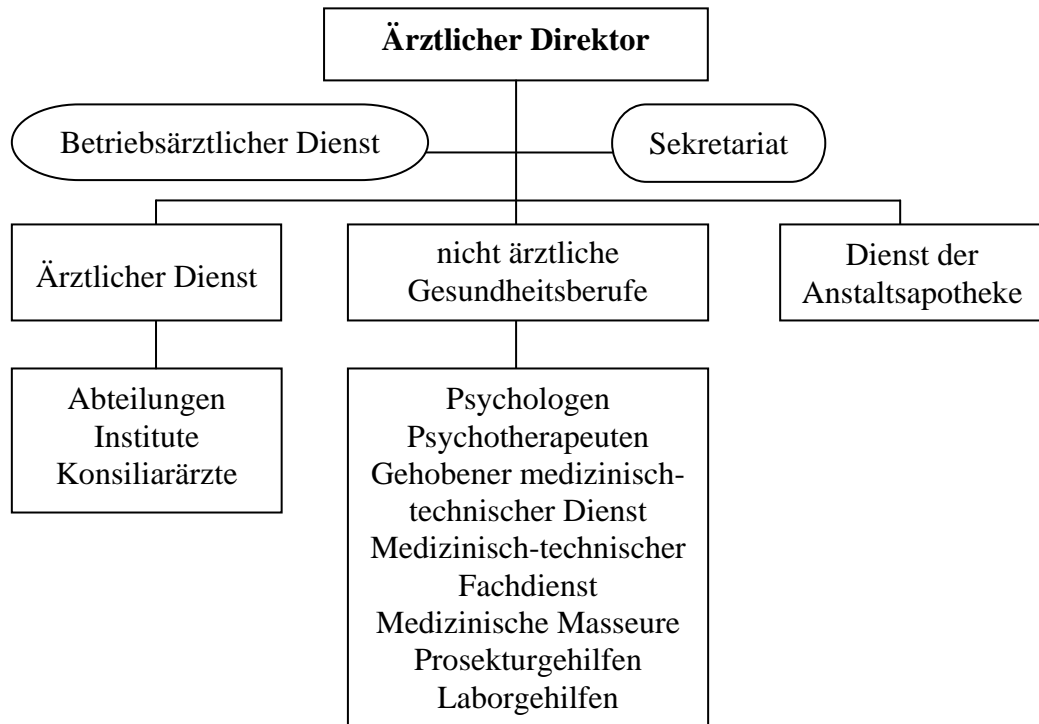 Ärztlicher Direktor
Betriebsärztlicher Dienst
Sekretariat
Ärztlicher Dienst
nicht ärztliche
Gesundheitsberufe
Dienst der
Anstaltsapotheke
Abteilungen
Institute
Konsiliarärzte
Psychologen
Psychotherapeuten
Gehobener medizinisch-
technischer Dienst
Medizinisch-technischer
Fachdienst
Medizinische Masseure
Prosekturgehilfen
Laborgehilfen